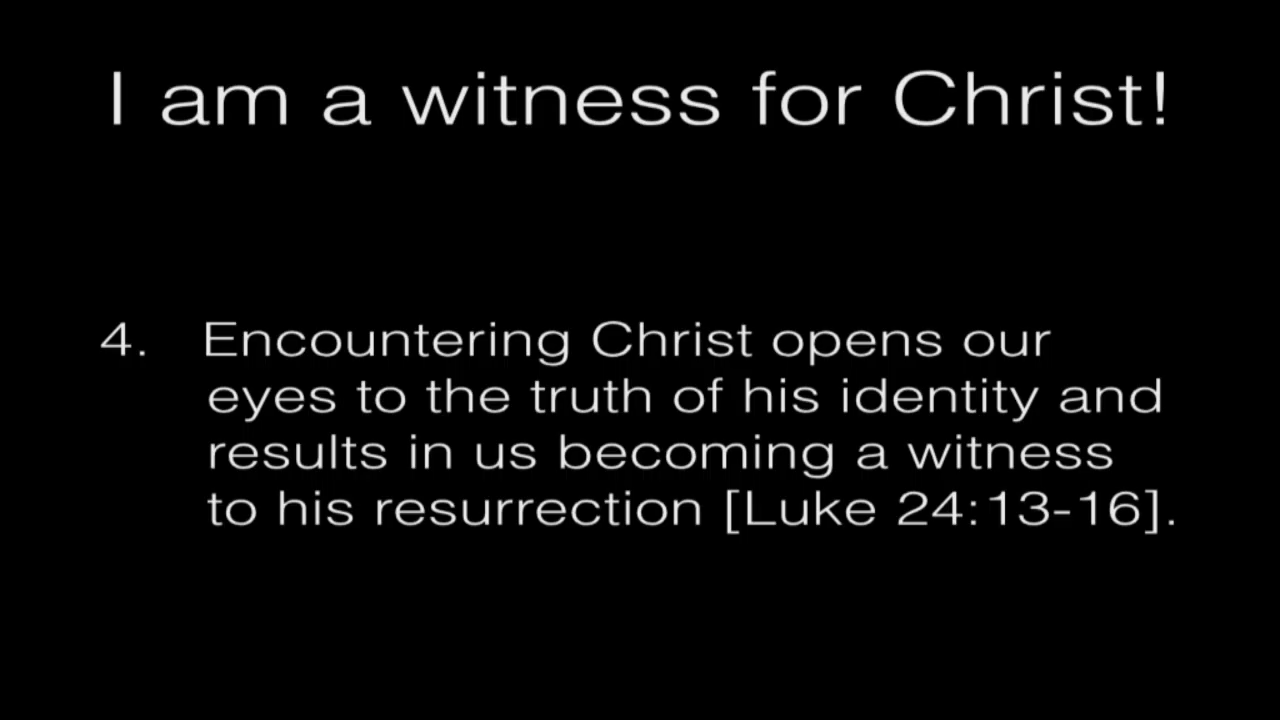 I am a witness for Christ!
4. Encountering Christ opens our
eyes to the truth of his identity and
results in us becoming a witness
to his resurrection [Luke 24:13-16].